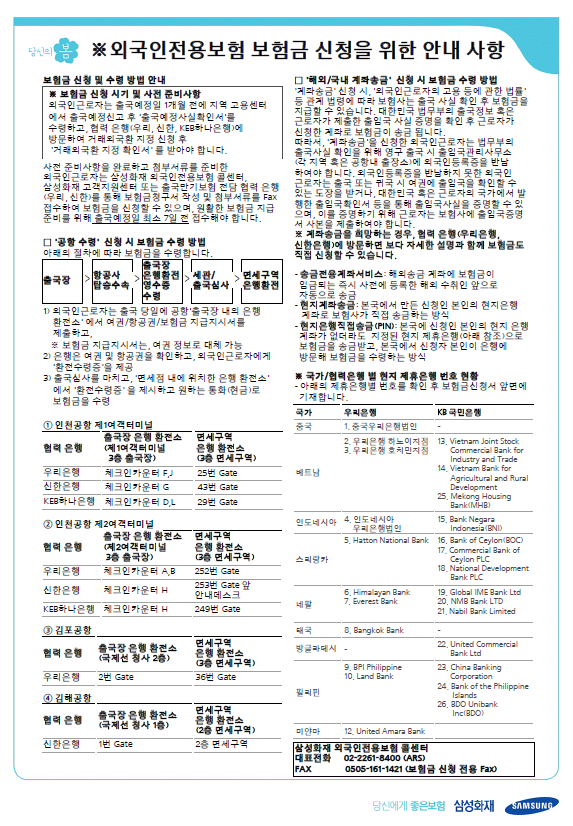 당신의 봄
※외국인전용보험 보험금 신청을 위한 안내 사항
보험금 신청 및 수령 방법 안내
※ 보험금 신청 시기 및 사전 준비사항
외국인근로자는 출국예정일 1개월 전에 지역 고용센터
에서 출국예정신고 후 '출국예정사실확인서'를
수령하고, 협력 은행(우리, 신한, KEB하나은행)에
방문하여 거래외국환 지정 신청 후
'거래외국환 지정 확인서'를 받아야 합니다.
사전 준비사항을 완료하고 첨부서류를 준비한
외국인근로자는 삼성화재 외국인전용보험 콜센터,
삼성화재 고객지원센터 또는 출국만기보험 전담 협력 은행
(우리, 신한)를 통해 보험금청구서 작성 및 첨부서류를 Fax
접수하여 보험금을 신청할 수 있으며, 원활한 보험금 지급
준비를 위해 출국예정일 최소 7일 전 접수해야 합니다.
□ '공항 수령' 신청 시 보험금 수령 방법
아래의 절차에 따라 보험금을 수령합니다.
출국장 > 항공사 탑승수속 > 출국장 은행환전 영수증 수령 > 세관/출국심사 > 면세구역 은행환전
1) 외국인근로자는 출국 당일에 공항'출국장 내의 은행
환전소' 에서 여권/항공권/보험금 지급지시서를
제출하고,
※ 보험금 지급지시서는, 여권 정보로 대체 가능
2) 은행은 여권 및 항공권을 확인하고, 외국인근로자에게
'환전수령증'을 제공
3) 출국심사를 마치고, '면세점 내에 위치한 은행 환전소'
에서 '환전수령증' 을 제시하고 원하는 통화(현금)로
보험금을 수령
① 인천공항 제1여객터미널
협력 은행 출국장 은행 환전소 (제1여객터미널 3층 출국장) 면세구역 은행 환전소 (3층 면세구역)
우리은행 체크인카운터 F,J 25번 Gate
신한은행 체크인카운터 G 43번 Gate
KEB하나은행 체크인카운터 D,L 29번 Gate
② 인천공항 제2여객터미널
협력 은행 출국장 은행 환전소 (제2여객터미널 3층 출국장) 면세구역 은행 환전소 (3층 면세구역)
우리은행 체크인카운터 A,B 252번 Gate
신한은행 체크인카운터 H 253번 Gate 앞 안내데스크
KEB하나은행 체크인카운터 H 249번 Gate
③ 김포공항
협력 은행 출국장 은행 환전소 (국제선 청사 2층) 면세구역 은행 환전소 (3층 면세구역)
우리은행 2번 Gate 36번 Gate
④ 김해공항
협력 은행 출국장 은행 환전소 (국제선 청사 1층) 면세구역 은행 환전소 (3층 면세구역)
신한은행 1번 Gate 2층 면세구역
□ '해외/국내 계좌송금' 신청 시 보험금 수령 방법
'계좌송금' 신청 시, '외국인근로자의 고용 등에 관한 법률'
등 관계 법령에 따라 보험사는 출국 사실 확인 후 보험금을
지급할 수 있습니다. 대한민국 법무부의 출국정보 혹은
근로자가 제출한 출입국 사실 증명을 확인 후 근로자가
신청한 계좌로 보험금이 송금 됩니다.
따라서, '계좌송금'을 신청한 외국인근로자는 법무부의
출국사실 확인을 위해 영구 출국 시 출입국관리사무소
(각 지역 혹은 공항내 출장소)에 외국인등록증을 반납
하여야 합니다. 외국인등록증을 반납하지 못한 외국인
근로자는 출국 또는 귀국 시 여권에 출입국을 확인할 수
있는 도장을 받거나, 대한민국 혹은 근로자의 국가에서 발
행한 출입국확인서 등을 통해 출입국사실을 증명할 수 있
으며, 이를 증명하기 위해 근로자는 보험사에 출입국증명
서 사본을 제출하여야 합니다.
※ 계좌송금을 희망하는 경우, 협력 은행(우리은행,
신한은행)에 방문하면 보다 자세한 설명과 함께 보험금도
직접 신청할 수 있습니다.
- 송금전용계좌서비스: 해외송금 계좌에 보험금이
입금되는 즉시 사전에 등록한 해외 수취인 앞으로
자동으로 송금
- 현지계좌송금: 본국에서 만든 신청인 본인의 현지은행
계좌로 보험사가 직접 송금하는 방식
- 현지은행직접송금(PIN): 본국에 신청인 본인의 현지 은행
계좌가 없더라도 지정된 현지 제휴은행(아래 참조)으로
보험금을 송금받고, 본국에서 신청자 본인이 은행에
방문해 보험금을 수령하는 방식
※ 국가/협력은행 별 현지 제휴은행 번호 현황
- 아래의 제휴은행별 번호를 확인 후 보험금신청서 앞면에
기재합니다.
국가 우리은행 KB 국민은행
중국 1. 중국우리은행법인 -
베트남 2. 우리은행 하노이지점 3. 우리은행 호치민지점 13. Vietnam Joint Stock Commercial Bank for Industry and Trade 14. Vietnam Bank for Agricultural and Rural Development 25. Mekong Housing Bank(MHB)
인도네시아 4. 인도네시아 우리은행법인 15. Bank Negara Indonesia(BNI)
스리랑카 5. Hatton National Bank 16. Bank of Ceylon(BOC) 17. Commercial Bank of Ceylon PLC 18. National Development Bank PLC
네팔 6. Himalayan Bank 7. Everest Bank 19. Global IME Bank Ltd 20. NMB BANK LTD 21. Nabil Bank Limited
태국 8. Bangkok Bank -
방글라데시 - 22. United Commercial Bank Ltd
필리핀 9. BPI Philippine 10. Land Bank 23. China Banking Corporation 24. Bank of the Philippine Islands 26. BDO Unibank Inc(BDO)
미얀마 12. United Amara Bank
삼성화재 외국인전용보험 콜센터
대표전화 02-2261-8400 (ARS)
FAX 0505-161-1421 (보험금 신청 전용 Fax)
당신에게 좋은보험 삼성화재 SAMSUNG